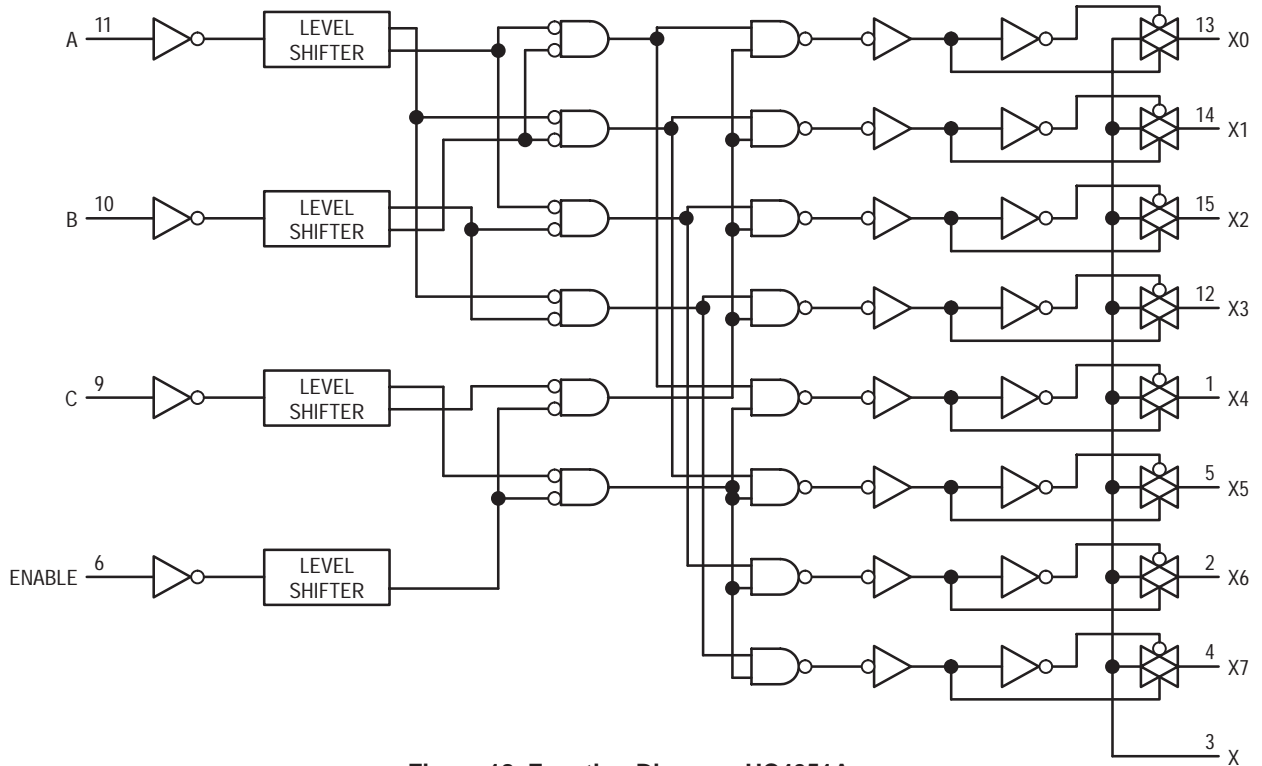 A 11 LEVEL SHIFTER 13 X0
14 X1
B 10 LEVEL SHIFTER 15 X2
12 X3
C 9 LEVEL SHIFTER 1 X4
5 X5
ENABLE 6 LEVEL SHIFTER 2 X6
4 X7
3 X